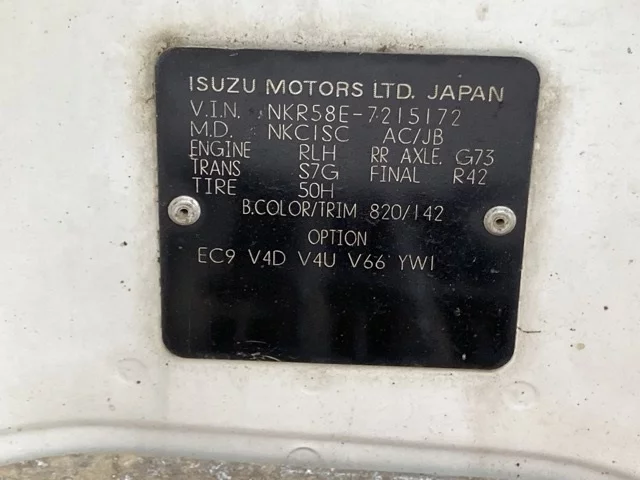 ISUZU MOTORS LTD. JAPAN
V.I.N. NKR58E-7215172
M.D. NKC1SC AC/JB
ENGINE RLH RR AXLE. G73
TRANS S7G FINAL R42
TIRE 50H
B.COLOR/TRIM 820/142
OPTION
EC9 V4D V4U V66 YW1